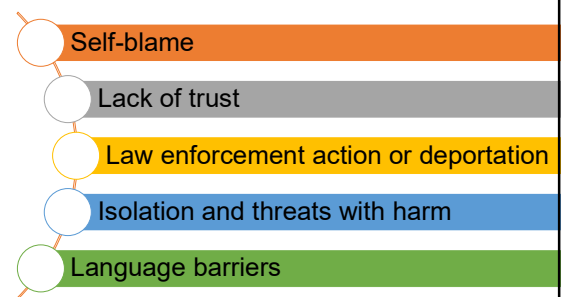 Self-blame
Lack of trust
Law enforcement action or deportation
Isolation and threats with harm
Language barriers